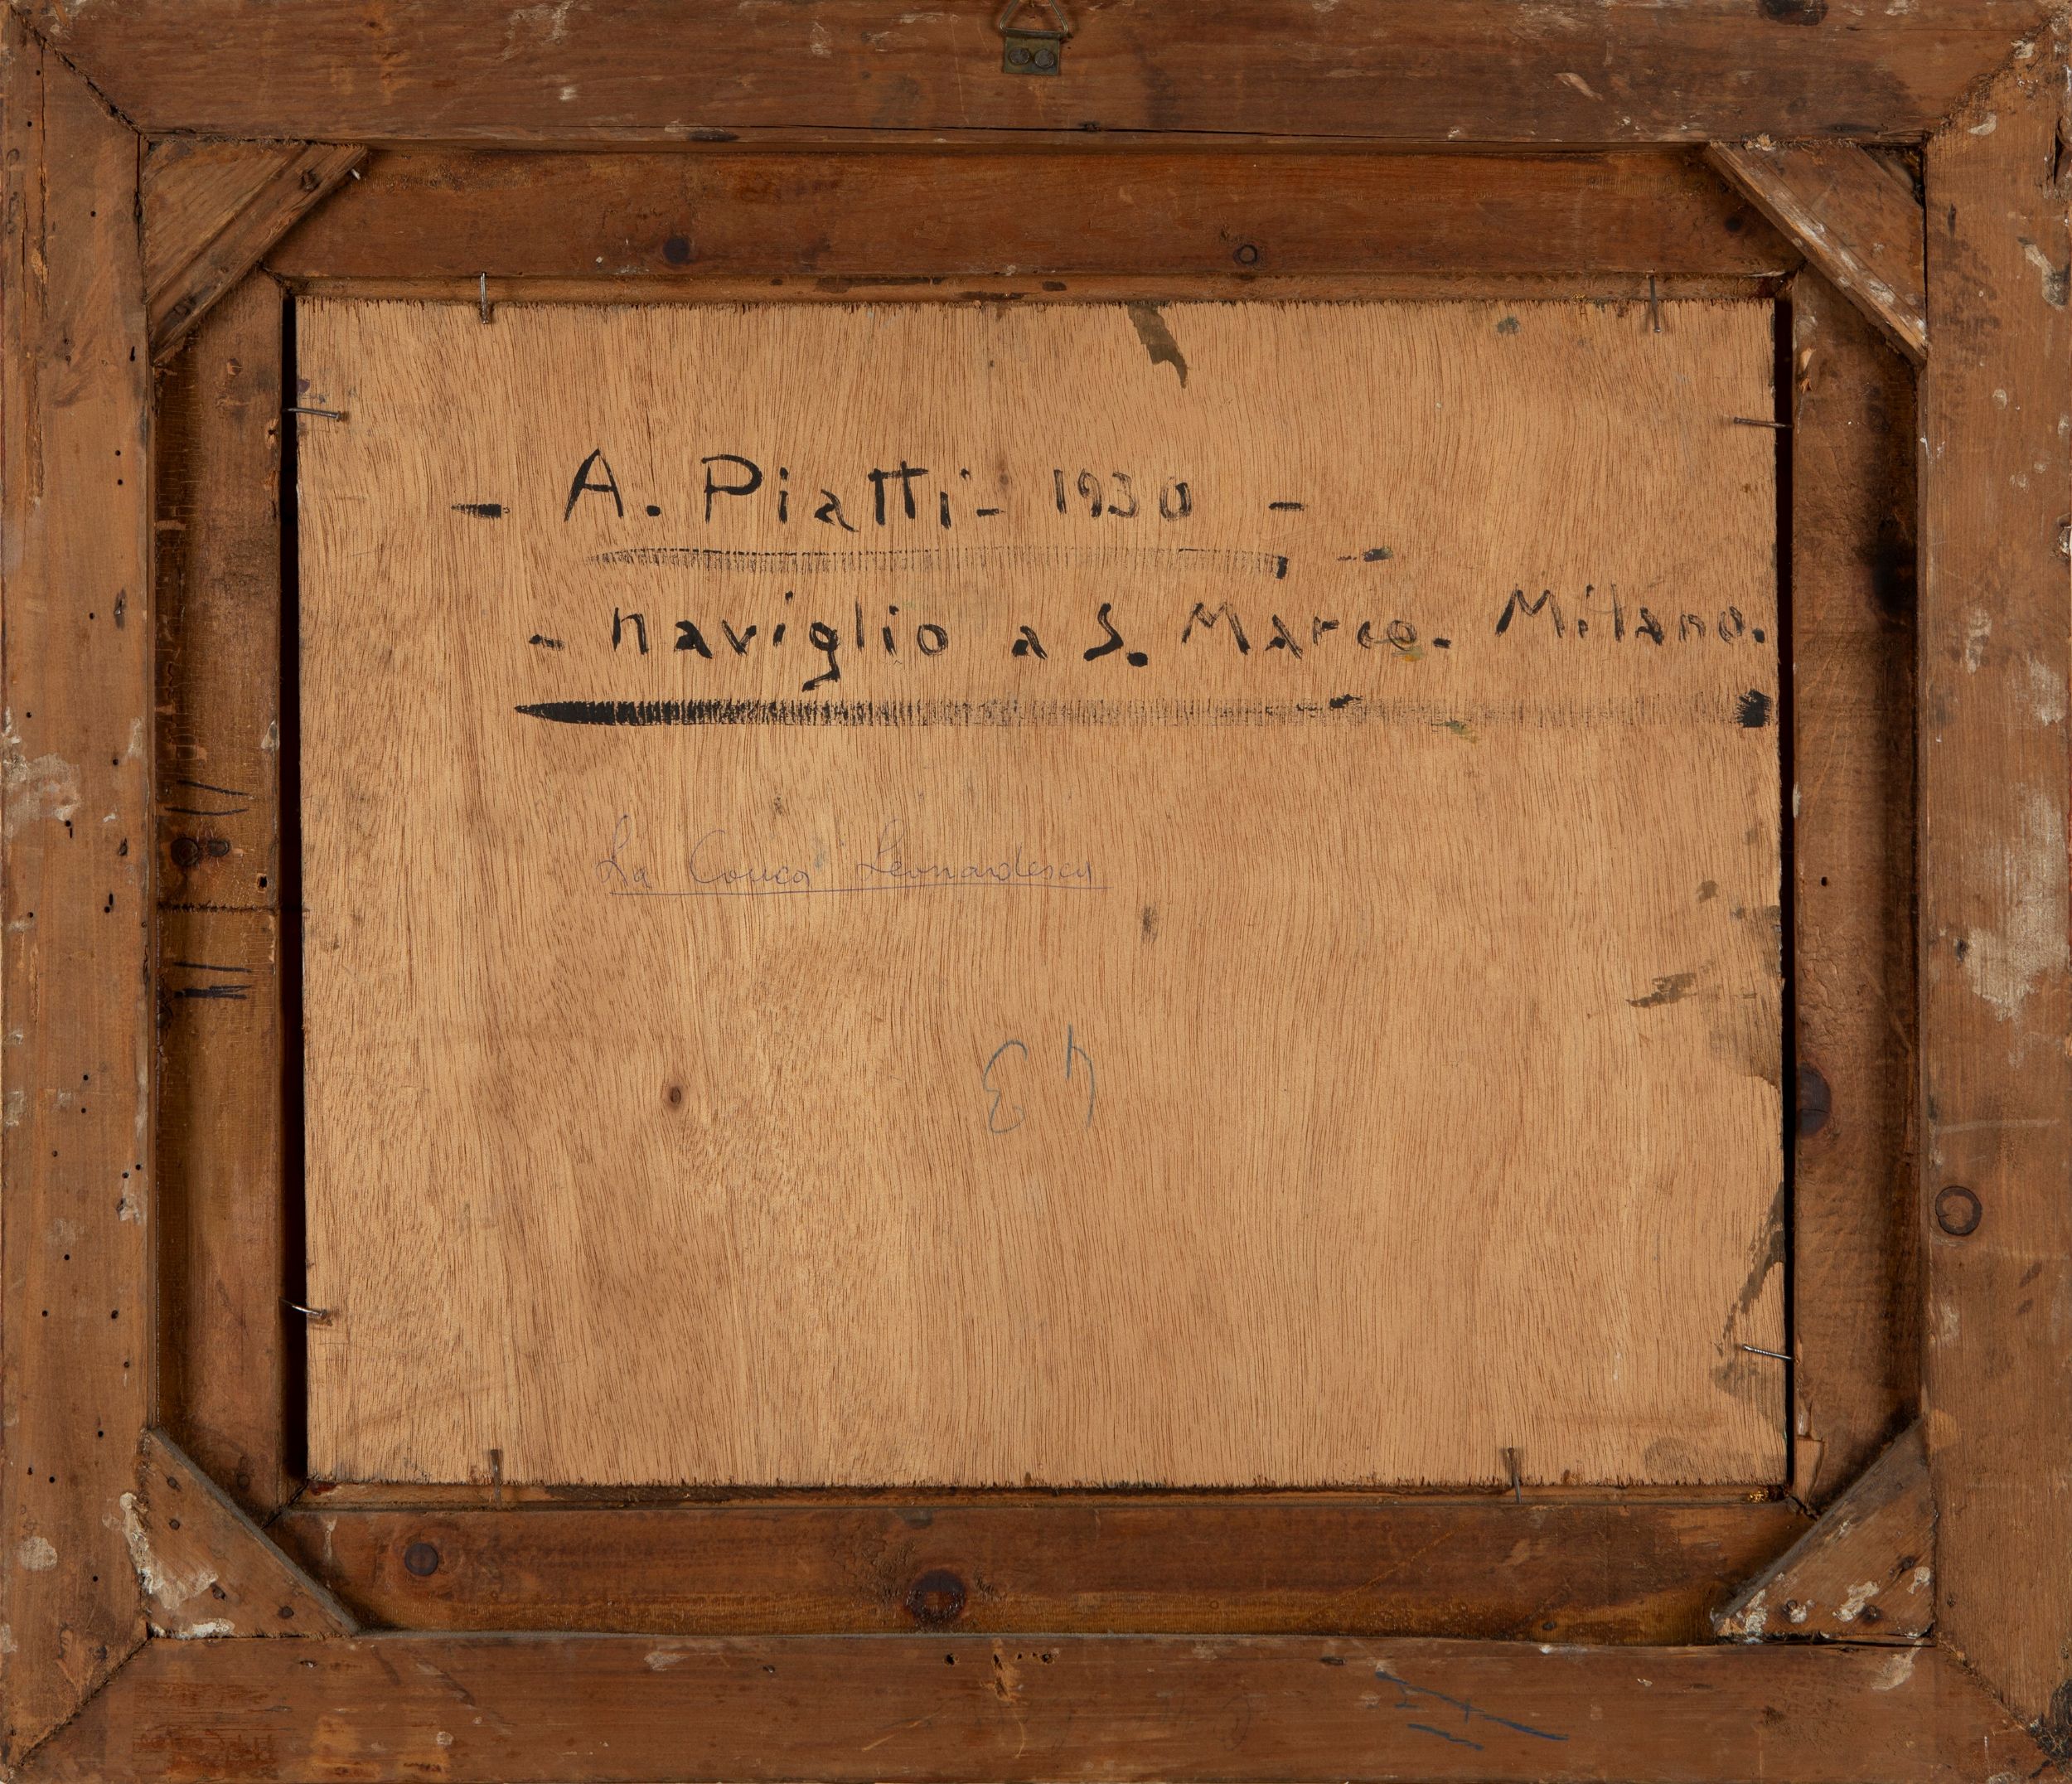 - A. Piatti - 1930 -
- naviglio a S. Marco - Milano.
La Conca Leonardesca